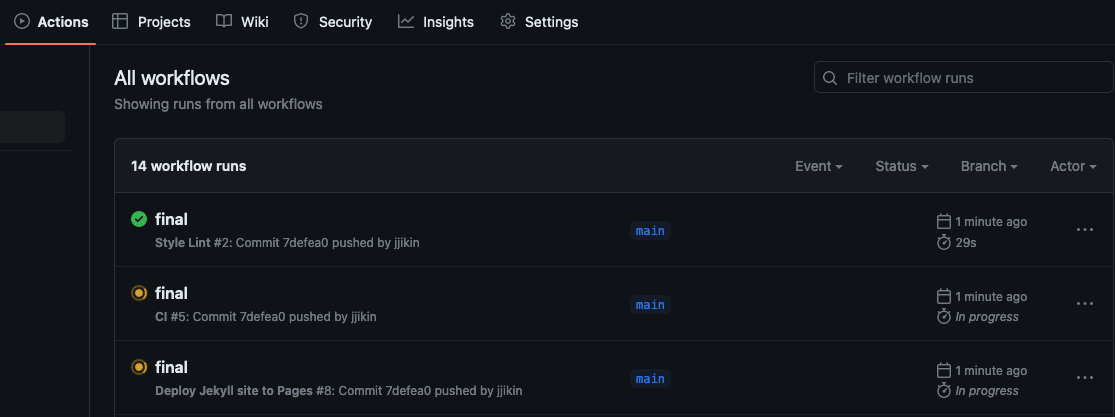 Actions Projects Wiki Security Insights Settings
All workflows
Filter workflow runs
Showing runs from all workflows
14 workflow runs Event Status Branch Actor
final
Style Lint #2: Commit 7defea0 pushed by jjikin
main
1 minute ago
29s
final
CI #5: Commit 7defea0 pushed by jjikin
main
1 minute ago
In progress
final
Deploy Jekyll site to Pages #8: Commit 7defea0 pushed by jjikin
main
1 minute ago
In progress